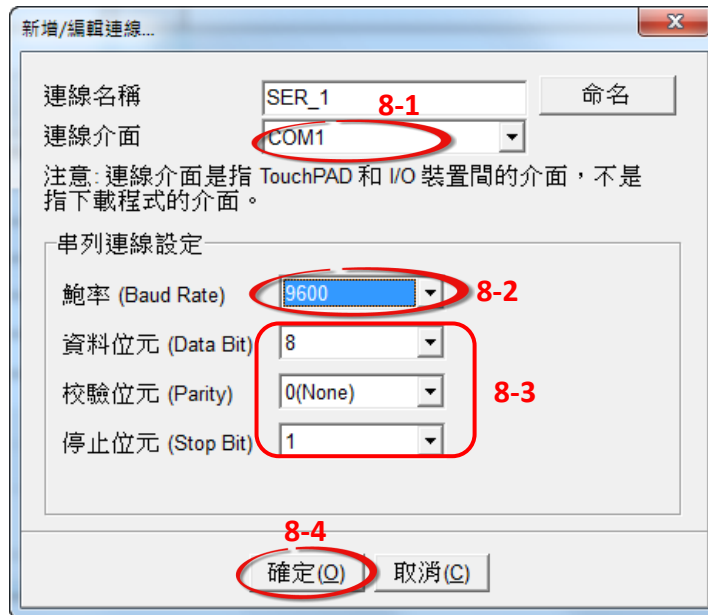 新增/編輯連線...
x
連線名稱 SER_1 命名
8-1
連線介面 COM1
注意: 連線介面是指 TouchPAD 和 I/O 裝置間的介面，不是
指下載程式的介面。
串列連線設定
鮑率 (Baud Rate) 9600 8-2
資料位元 (Data Bit) 8
校驗位元 (Parity) 0(None) 8-3
停止位元 (Stop Bit) 1
8-4
確定(O) 取消(C)